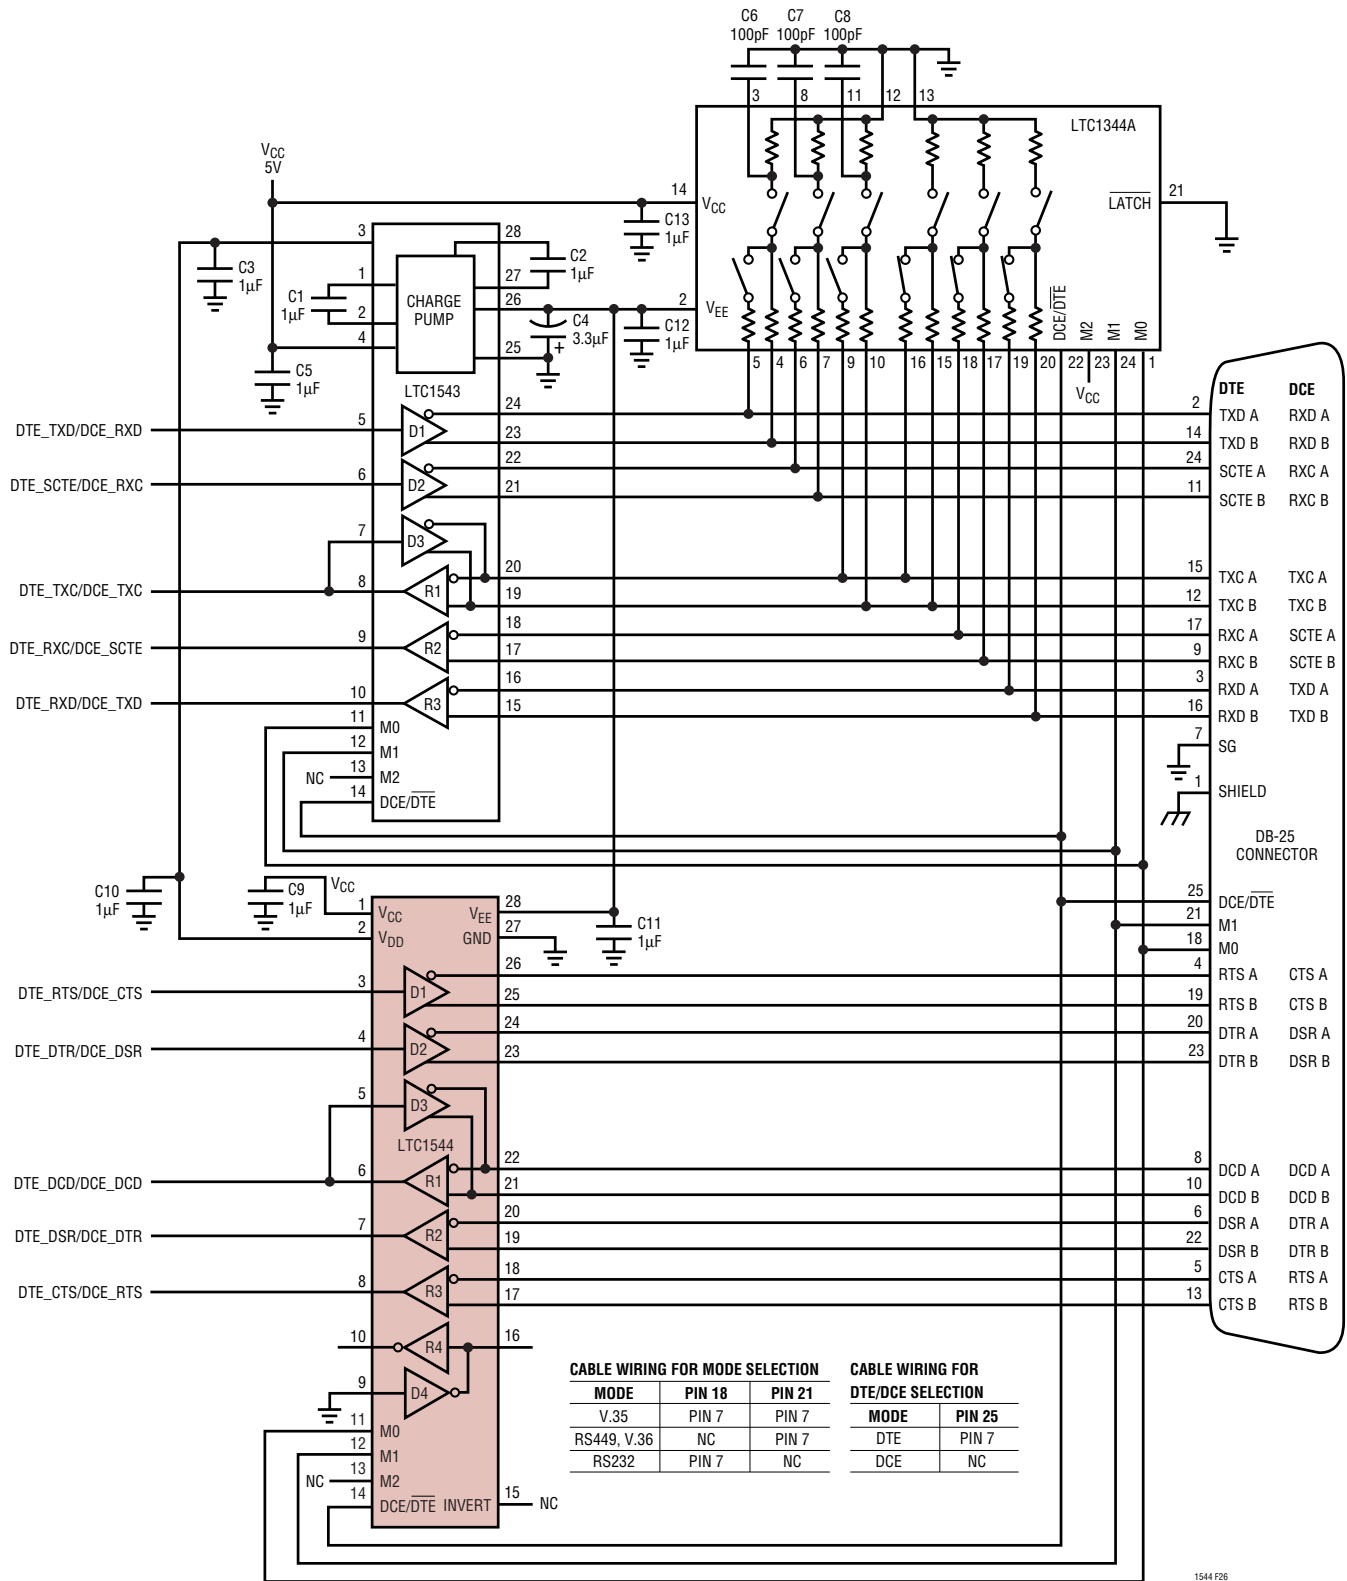 C6 C7 C8
100pF 100pF 100pF
3 8 11 12 13
LTC1344A
VCC
5V
14 VCC
LATCH 21
C13
1µF
3
28
C3
1µF
C2
1µF
1 27
C1
1µF
CHARGE
PUMP
26
2
2 VEE
DCE/DTE M2 M1 M0
C4
3.3µF
+
C12
1µF
4 25
C5
1µF
5 4 6 7 9 10 16 15 18 17 19 20 22 23 24 1
VCC
LTC1543
DTE DCE
DTE_TXD/DCE_RXD 5 D1 24 2 TXD A RXD A
23 14 TXD B RXD B
DTE_SCTE/DCE_RXC 6 D2 22 24 SCTE A RXC A
21 11 SCTE B RXC B
7 D3
DTE_TXC/DCE_TXC 8 R1 20 15 TXC A TXC A
19 12 TXC B TXC B
DTE_RXC/DCE_SCTE 9 R2 18 17 RXC A SCTE A
17 9 RXC B SCTE B
DTE_RXD/DCE_TXD 10 R3 16 3 RXD A TXD A
15 16 RXD B TXD B
11 M0
7 SG
12 M1
NC 13 M2
14 DCE/DTE
1 SHIELD
DB-25
CONNECTOR
C10
1µF
C9
1µF
VCC
1 VCC VEE 28
2 VDD GND 27
C11
1µF
25 DCE/DTE
21 M1
18 M0
DTE_RTS/DCE_CTS 3 D1 26 4 RTS A CTS A
25 19 RTS B CTS B
DTE_DTR/DCE_DSR 4 D2 24 20 DTR A DSR A
23 23 DTR B DSR B
5 D3
LTC1544
DTE_DCD/DCE_DCD 6 R1 22 8 DCD A DCD A
21 10 DCD B DCD B
DTE_DSR/DCE_DTR 7 R2 20 6 DSR A DTR A
19 22 DSR B DTR B
DTE_CTS/DCE_RTS 8 R3 18 5 CTS A RTS A
17 13 CTS B RTS B
10 R4 16
9 D4
11 M0
12 M1
NC 13 M2
14 DCE/DTE INVERT 15 NC
CABLE WIRING FOR MODE SELECTION
MODE PIN 18 PIN 21
V.35 PIN 7 PIN 7
RS449, V.36 NC PIN 7
RS232 PIN 7 NC
CABLE WIRING FOR
DTE/DCE SELECTION
MODE PIN 25
DTE PIN 7
DCE NC
1544 F26